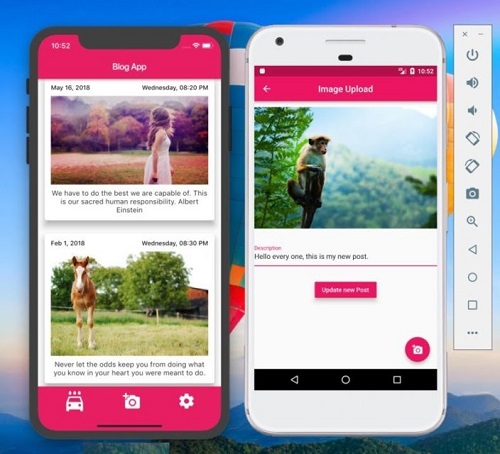 10:52
Blog App
May 16, 2018 Wednesday, 08:20 PM
We have to do the best we are capable of. This
is our sacred human responsibility. Albert
Einstein
Feb 1, 2018 Wednesday, 08:30 PM
Never let the odds keep you from doing what
you know in your heart you were meant to do.
10:52
Image Upload
Description
Hello every one, this is my new post.
Update new Post